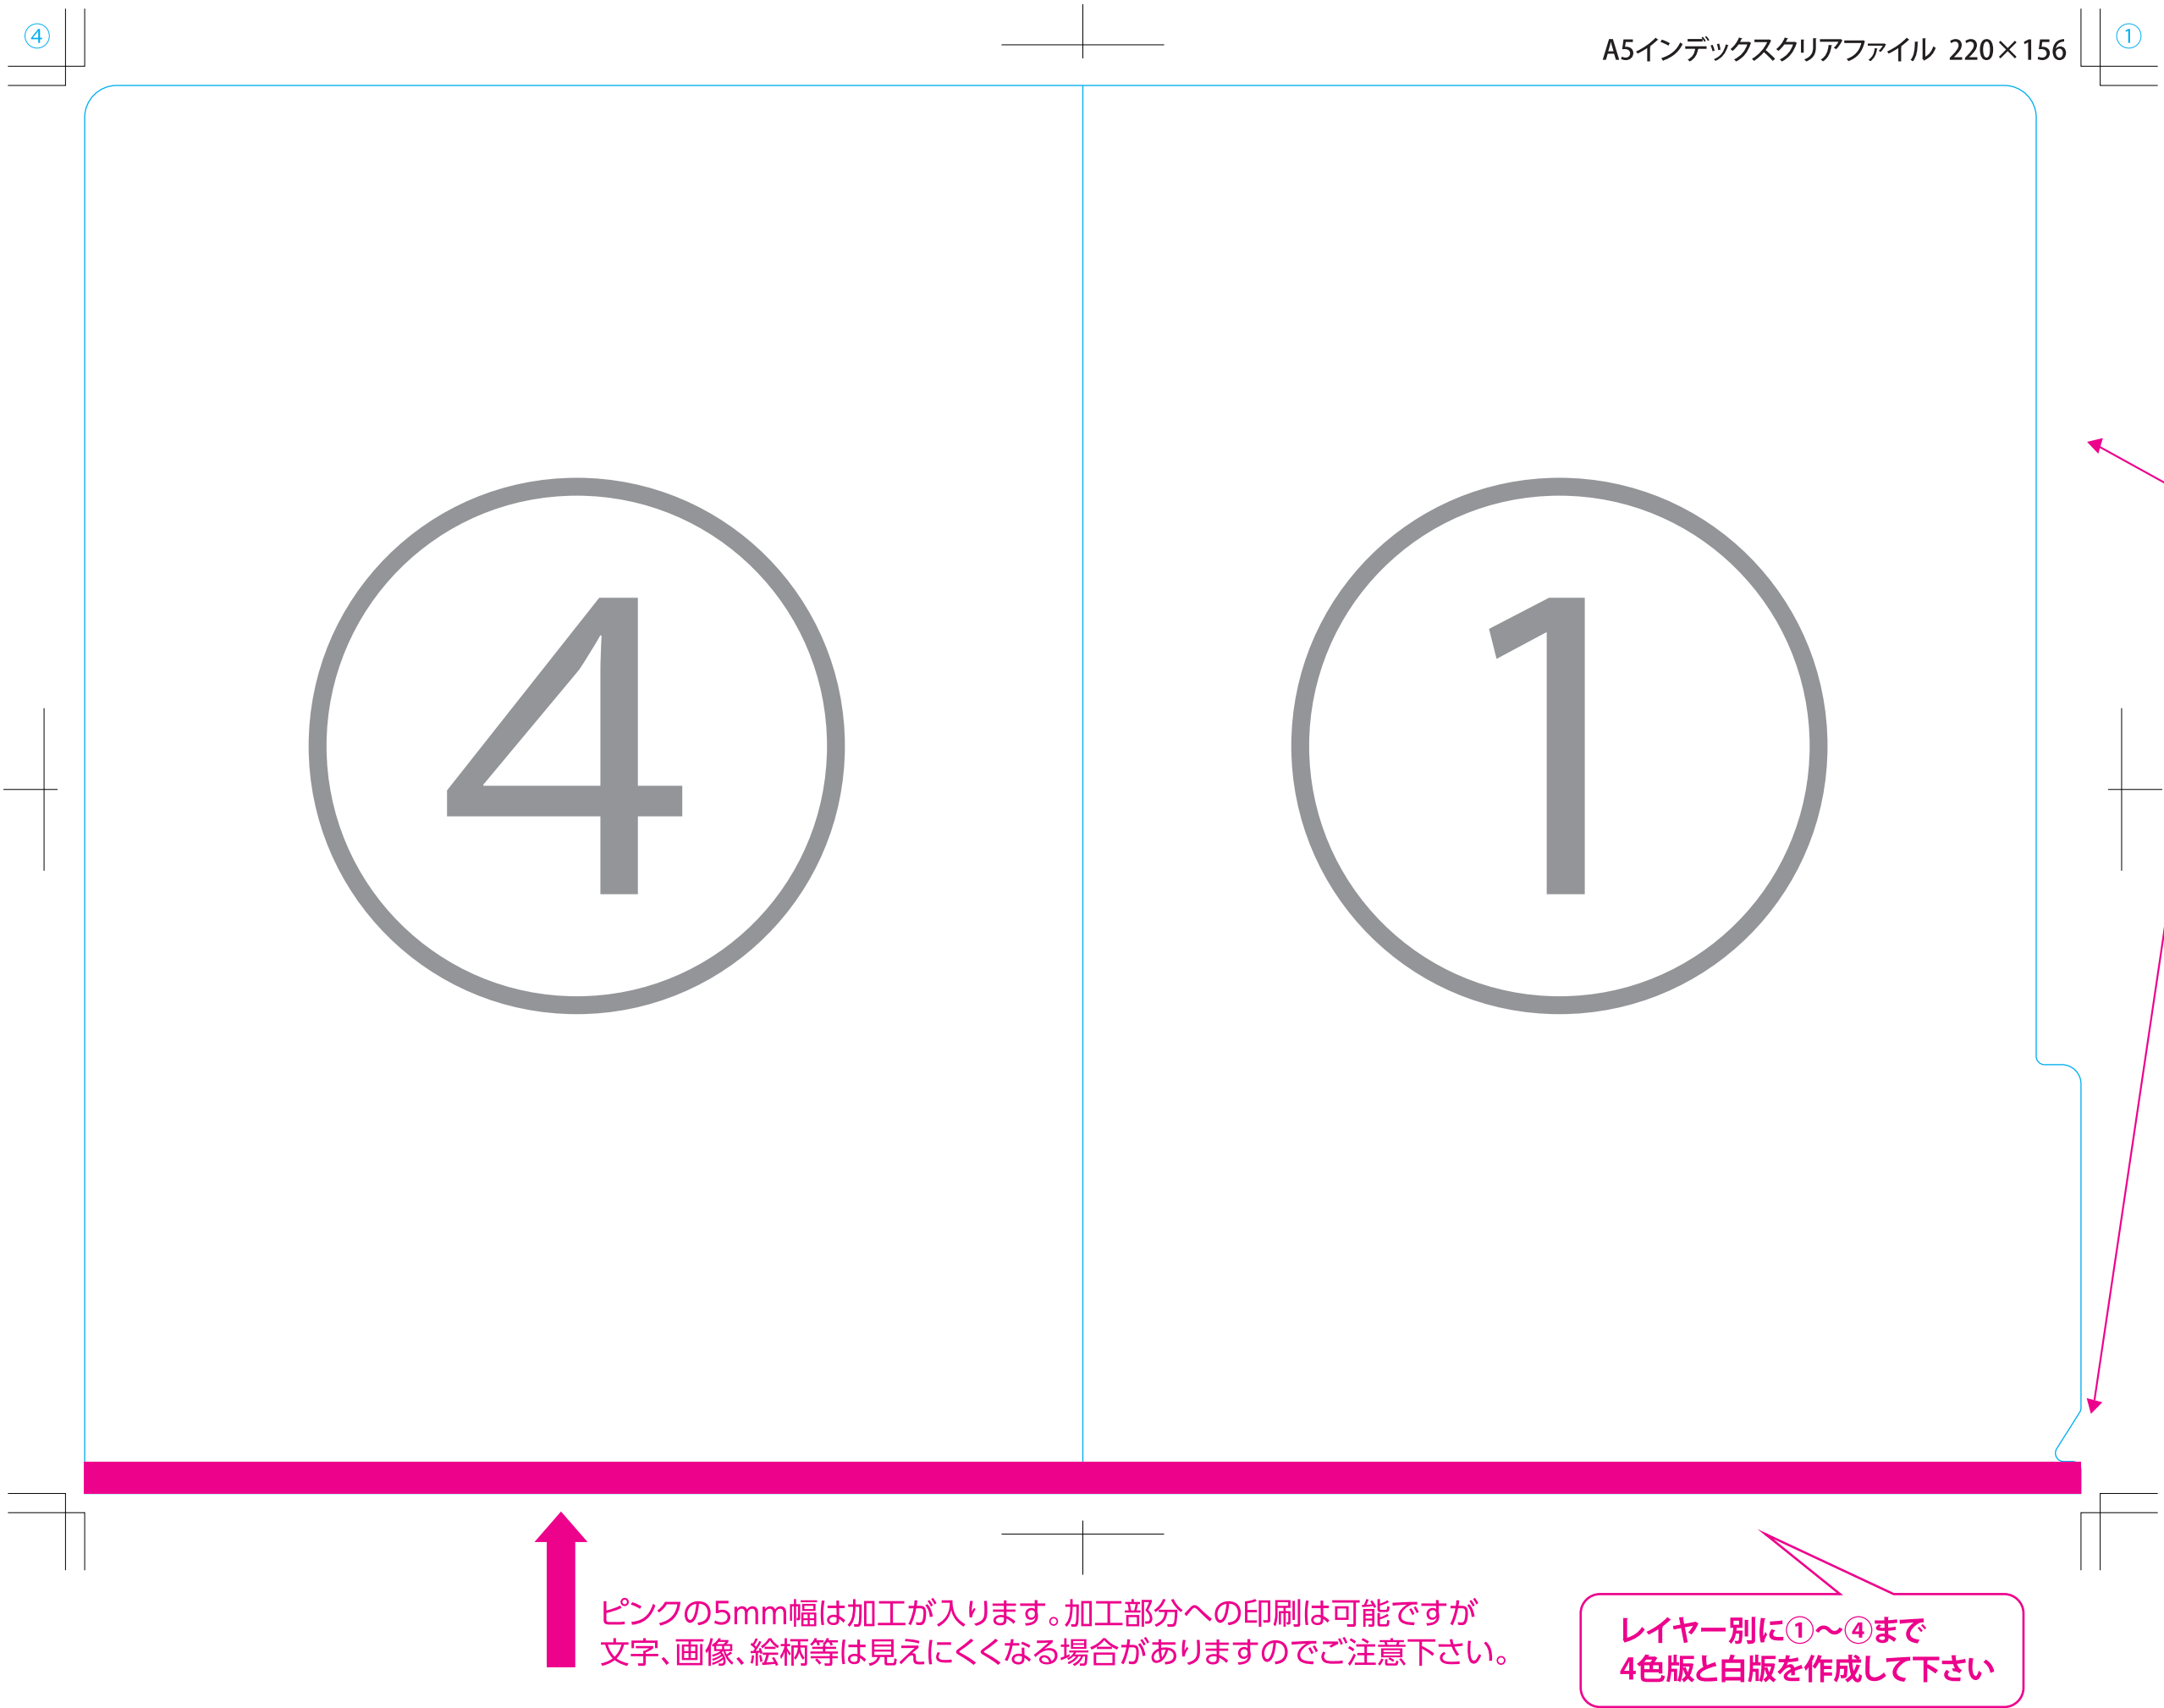 ④
①
A5インデックスクリアファイル 220×156
④
①
ピンクの5mmm幅は加工が入ります。加工部分への印刷は可能ですが
文字、画像、絵柄等は見えにくくなる場合がありますのでご注意下さい。
レイヤー別に①〜④まで
4色版と白版を作成して下さい